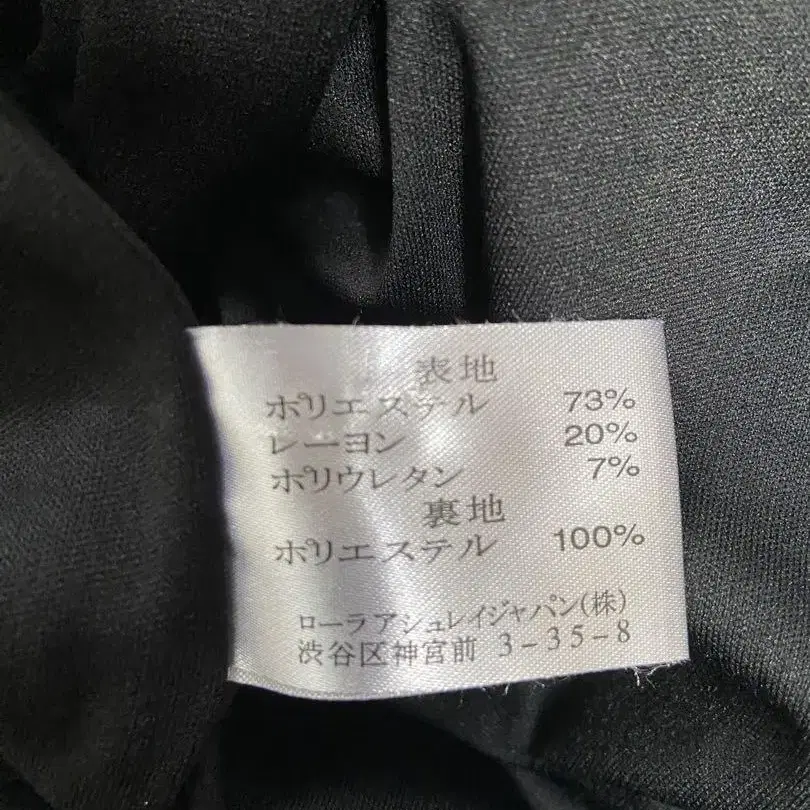 表地
ポリエステル 73%
レーヨン 20%
ポリウレタン 7%
裏地
ポリエステル 100%
ローラアシュレイジャパン(株)
渋谷区神宮前 3-35-8